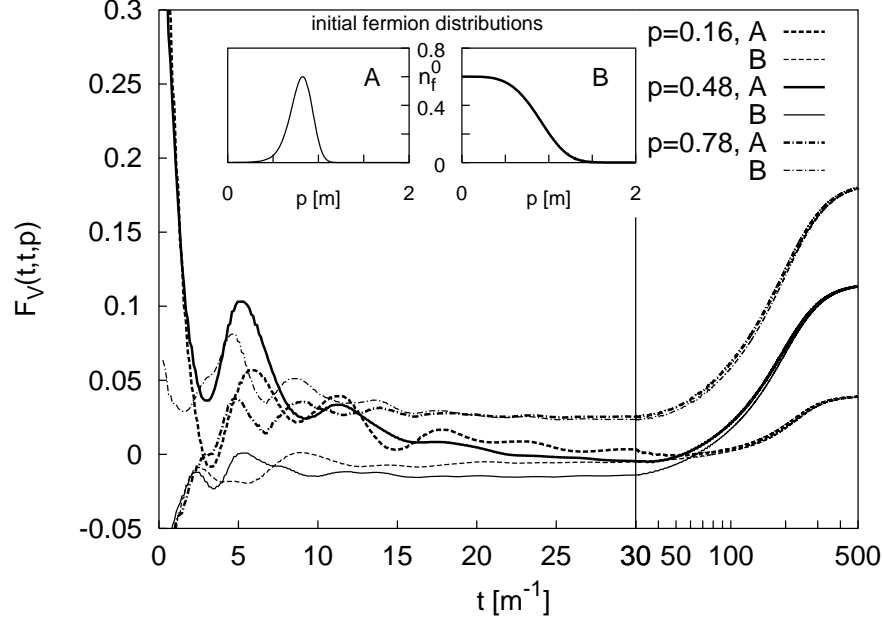 initial fermion distributions
0.8
n_f^0
0.4
0
A
0
2
p [m]
B
0
2
p [m]
p=0.16, A
B
p=0.48, A
B
p=0.78, A
B
F_V(t,t,p)
0.3
0.25
0.2
0.15
0.1
0.05
0
-0.05
0 5 10 15 20 25 30 30 50 100 500
t [m^-1]